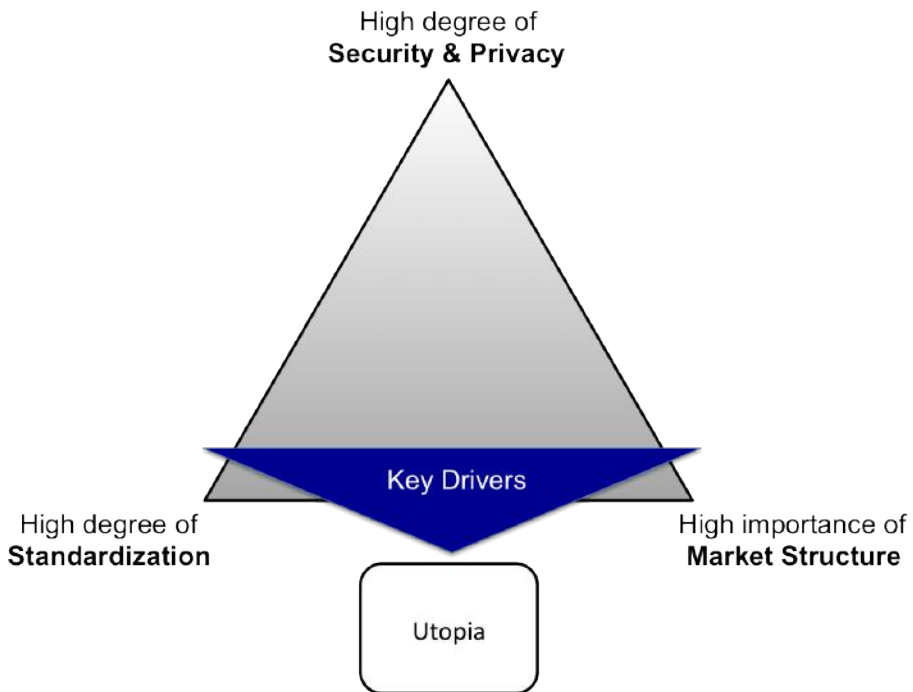 High degree of
Security & Privacy
Key Drivers
High degree of
Standardization
High importance of
Market Structure
Utopia